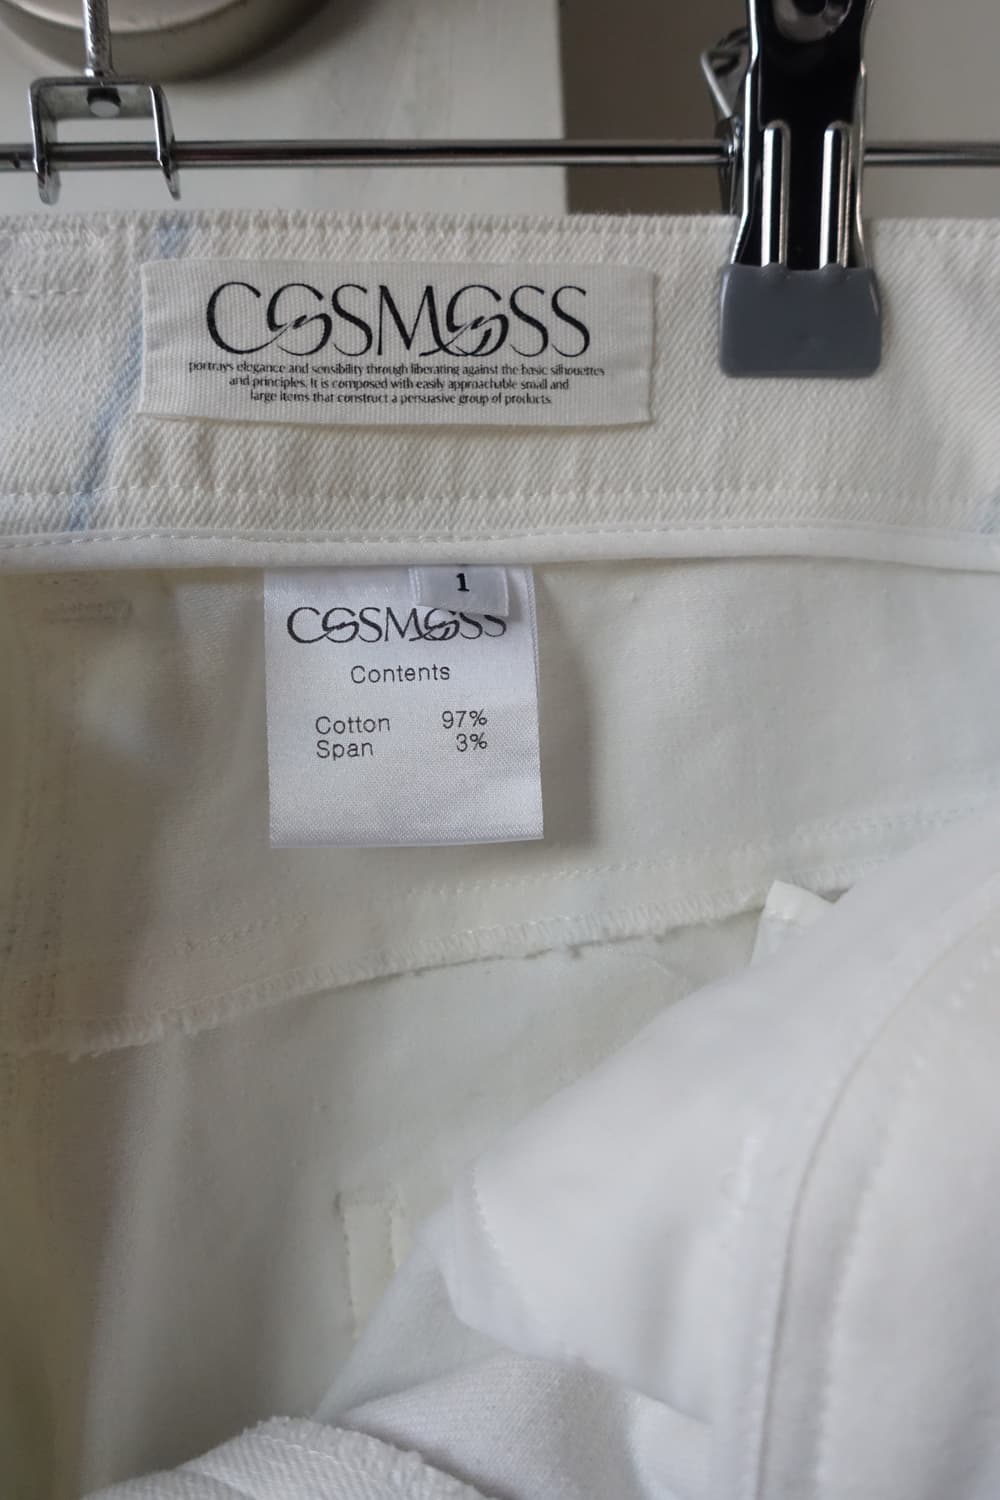 COSMOSS
portrays elegance and sensibility through liberating against the basic silhouettes
and principles. It is composed with easily approachable small and
large items that construct a persuasive group of products.
1
COSMOSS
Contents
Cotton 97%
Span 3%